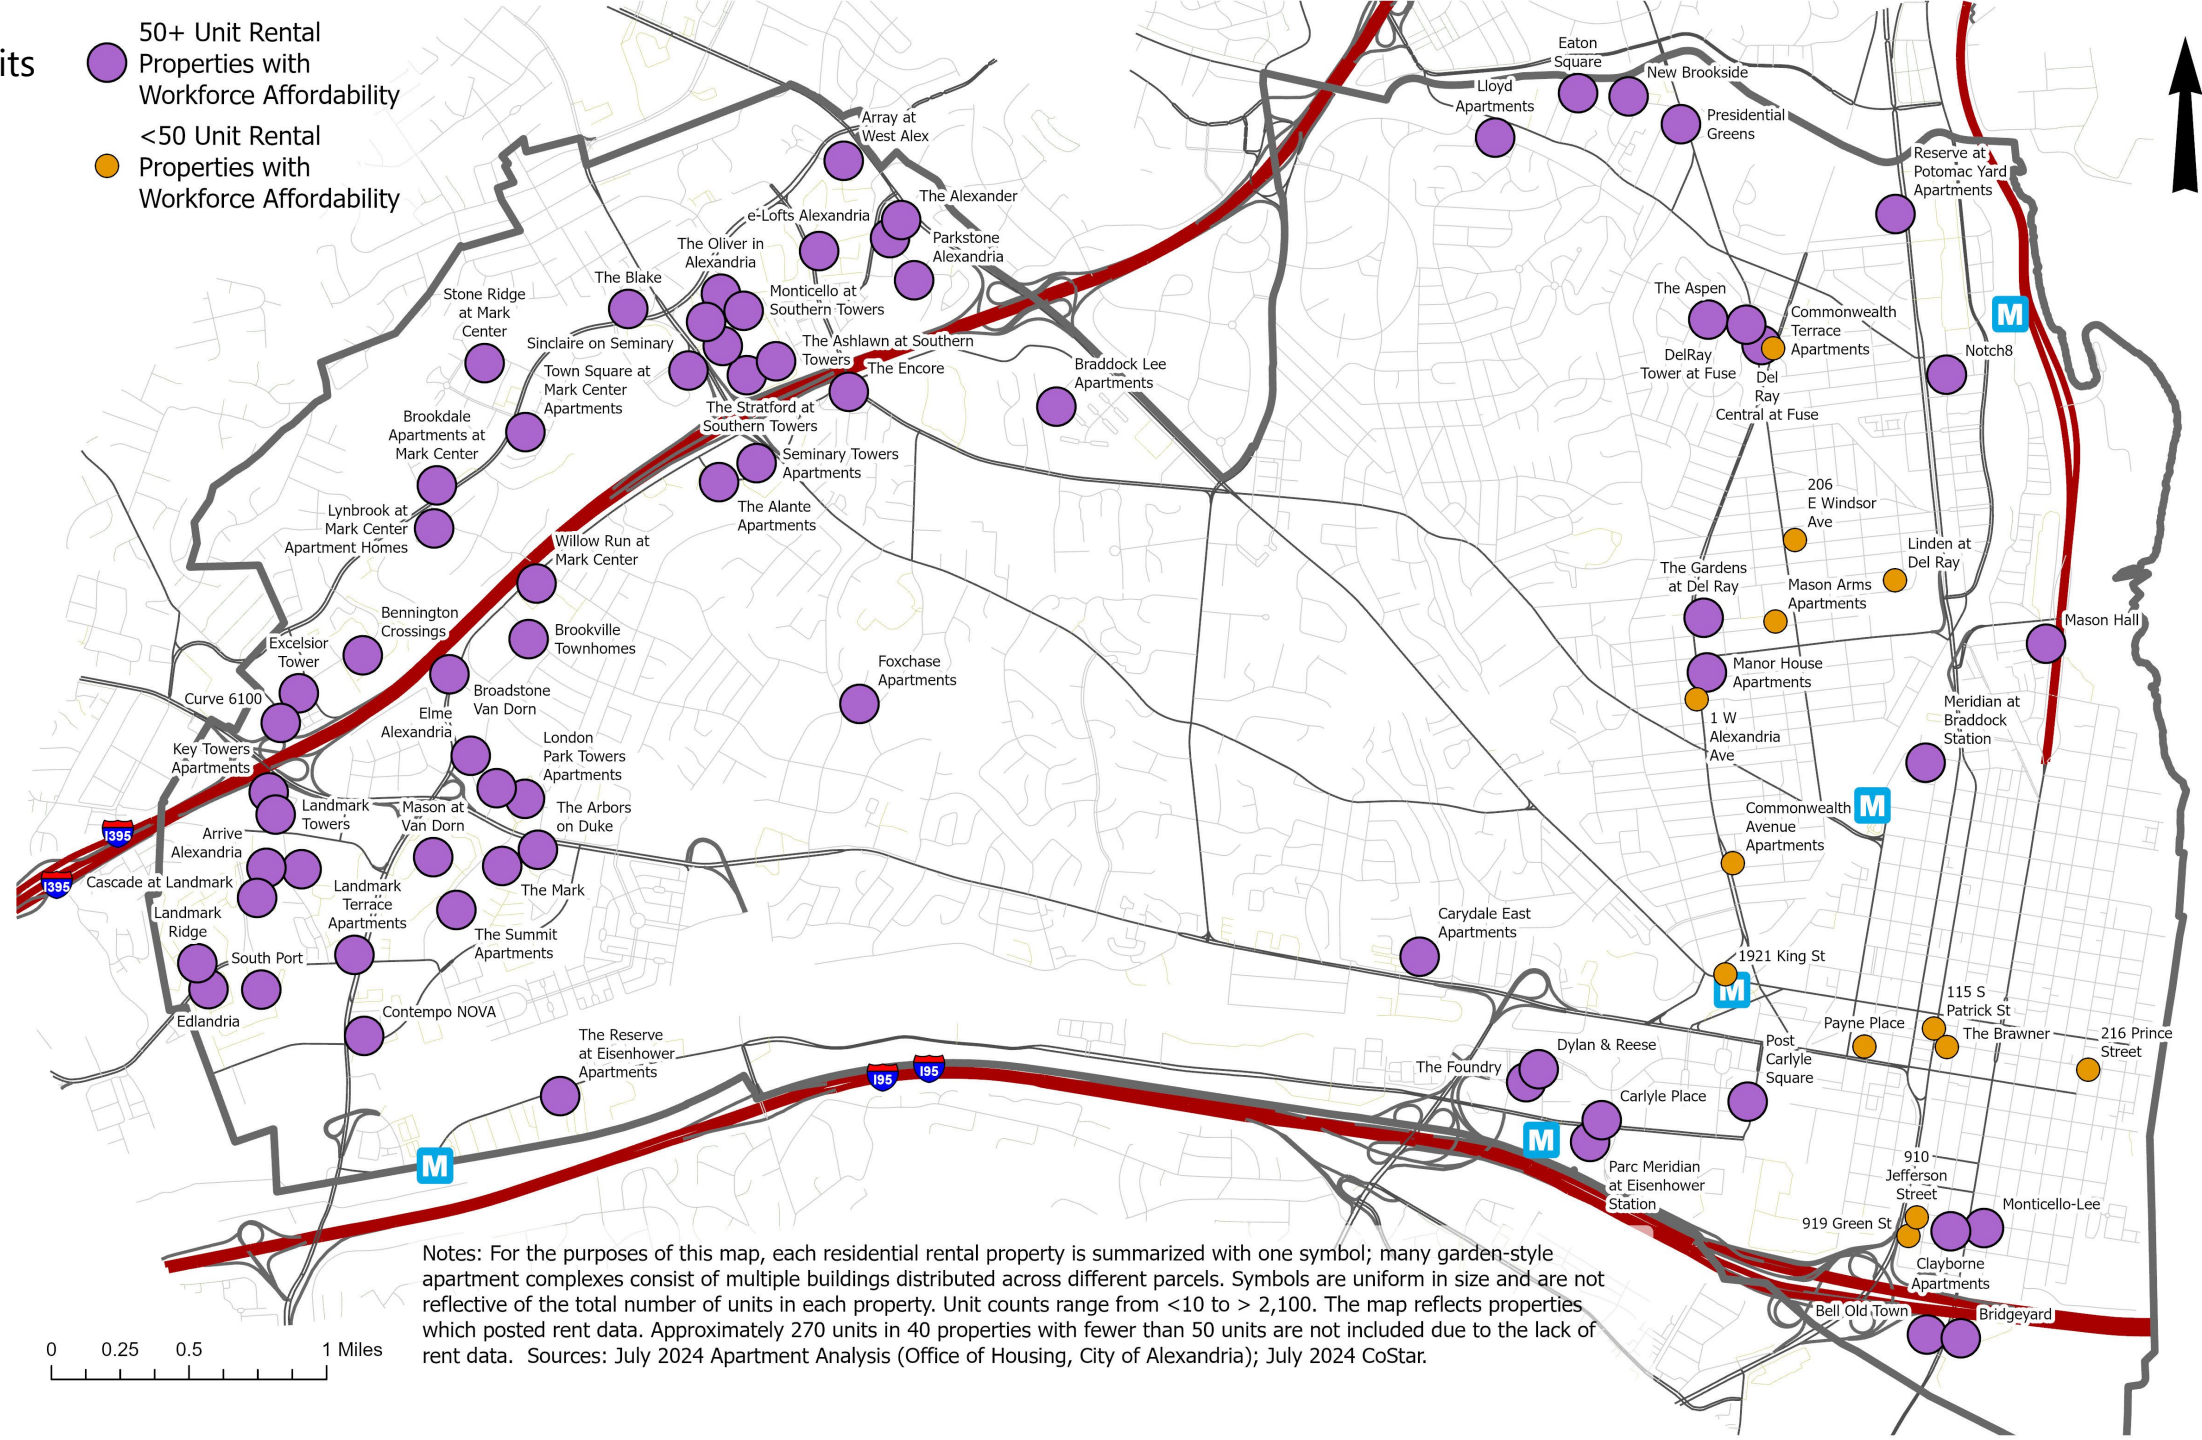 its
50+ Unit Rental
Properties with
Workforce Affordability
<50 Unit Rental
Properties with
Workforce Affordability
Array at
West Alex
The Alexander
e-Lofts Alexandria
Parkstone
Alexandria
The Oliver in
Alexandria
The Blake
Monticello at
Southern Towers
Stone Ridge
at Mark
Center
Sinclaire on Seminary
The Ashlawn at Southern
Towers
The Encore
Town Square at
Mark Center
Apartments
The Stratford at
Southern Towers
Brookdale
Apartments at
Mark Center
Seminary Towers
Apartments
The Alante
Apartments
Lynbrook at
Mark Center
Apartment Homes
Willow Run at
Mark Center
Braddock Lee
Apartments
Eaton
Square
New Brookside
Lloyd
Apartments
Presidential
Greens
Reserve at
Potomac Yard
Apartments
M
The Aspen
Commonwealth
Terrace
Apartments
DelRay
Tower at Fuse
Del
Ray
Central at Fuse
Notch8
206
E Windsor
Ave
Linden at
Del Ray
The Gardens
at Del Ray
Mason Arms
Apartments
Mason Hall
Manor House
Apartments
1 W
Alexandria
Ave
Meridian at
Braddock
Station
M
Commonwealth
Avenue
Apartments
Bennington
Crossings
Excelsior
Tower
Brookville
Townhomes
Foxchase
Apartments
Curve 6100
Broadstone
Van Dorn
Elme
Alexandria
Key Towers
Apartments
London
Park Towers
Apartments
Landmark
Towers
Mason at
Van Dorn
The Arbors
on Duke
I395
I395
Arrive
Alexandria
Cascade at Landmark
Landmark
Terrace
Apartments
The Mark
Landmark
Ridge
The Summit
Apartments
South Port
Edlandria
Contempo NOVA
The Reserve
at Eisenhower
Apartments
M
I95
I95
Carydale East
Apartments
1921 King St
M
115 S
Patrick St
Payne Place
The Brawner
216 Prince
Street
Post
Carlyle
Square
Dylan & Reese
The Foundry
Carlyle Place
M
Parc Meridian
at Eisenhower
Station
910
Jefferson
Street
919 Green St
Monticello-Lee
Clayborne
Apartments
Bell Old Town
Bridgeyard
Notes: For the purposes of this map, each residential rental property is summarized with one symbol; many garden-style
apartment complexes consist of multiple buildings distributed across different parcels. Symbols are uniform in size and are not
reflective of the total number of units in each property. Unit counts range from <10 to > 2,100. The map reflects properties
which posted rent data. Approximately 270 units in 40 properties with fewer than 50 units are not included due to the lack of
rent data.  Sources: July 2024 Apartment Analysis (Office of Housing, City of Alexandria); July 2024 CoStar.
0 0.25 0.5 1 Miles